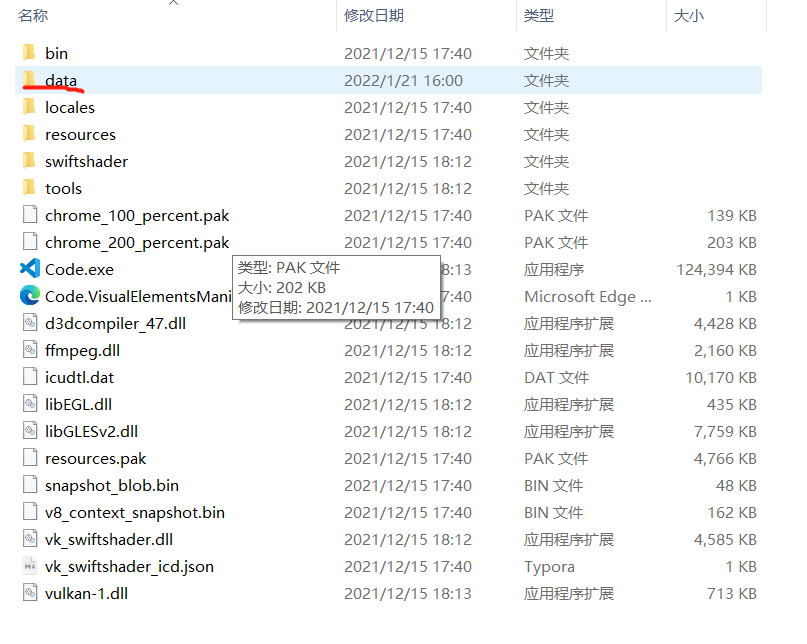 名称 修改日期 类型 大小
bin 2021/12/15 17:40 文件夹
data 2022/1/21 16:00 文件夹
locales 2021/12/15 17:40 文件夹
resources 2021/12/15 17:40 文件夹
swiftshader 2021/12/15 18:12 文件夹
tools 2021/12/15 18:12 文件夹
chrome_100_percent.pak 2021/12/15 17:40 PAK 文件 139 KB
chrome_200_percent.pak 2021/12/15 17:40 PAK 文件 203 KB
Code.exe 8:13 应用程序 124,394 KB
Code.VisualElementsMani 7:40 Microsoft Edge ... 1 KB
类型: PAK 文件
大小: 202 KB
修改日期: 2021/12/15 17:40
d3dcompiler_47.dll 2021/12/15 18:12 应用程序扩展 4,428 KB
ffmpeg.dll 2021/12/15 18:12 应用程序扩展 2,160 KB
icudtl.dat 2021/12/15 17:40 DAT 文件 10,170 KB
libEGL.dll 2021/12/15 18:12 应用程序扩展 435 KB
libGLESv2.dll 2021/12/15 18:12 应用程序扩展 7,759 KB
resources.pak 2021/12/15 17:40 PAK 文件 4,766 KB
snapshot_blob.bin 2021/12/15 17:40 BIN 文件 48 KB
v8_context_snapshot.bin 2021/12/15 17:40 BIN 文件 162 KB
vk_swiftshader.dll 2021/12/15 18:12 应用程序扩展 4,585 KB
vk_swiftshader_icd.json 2021/12/15 17:40 Typora 1 KB
vulkan-1.dll 2021/12/15 18:13 应用程序扩展 713 KB